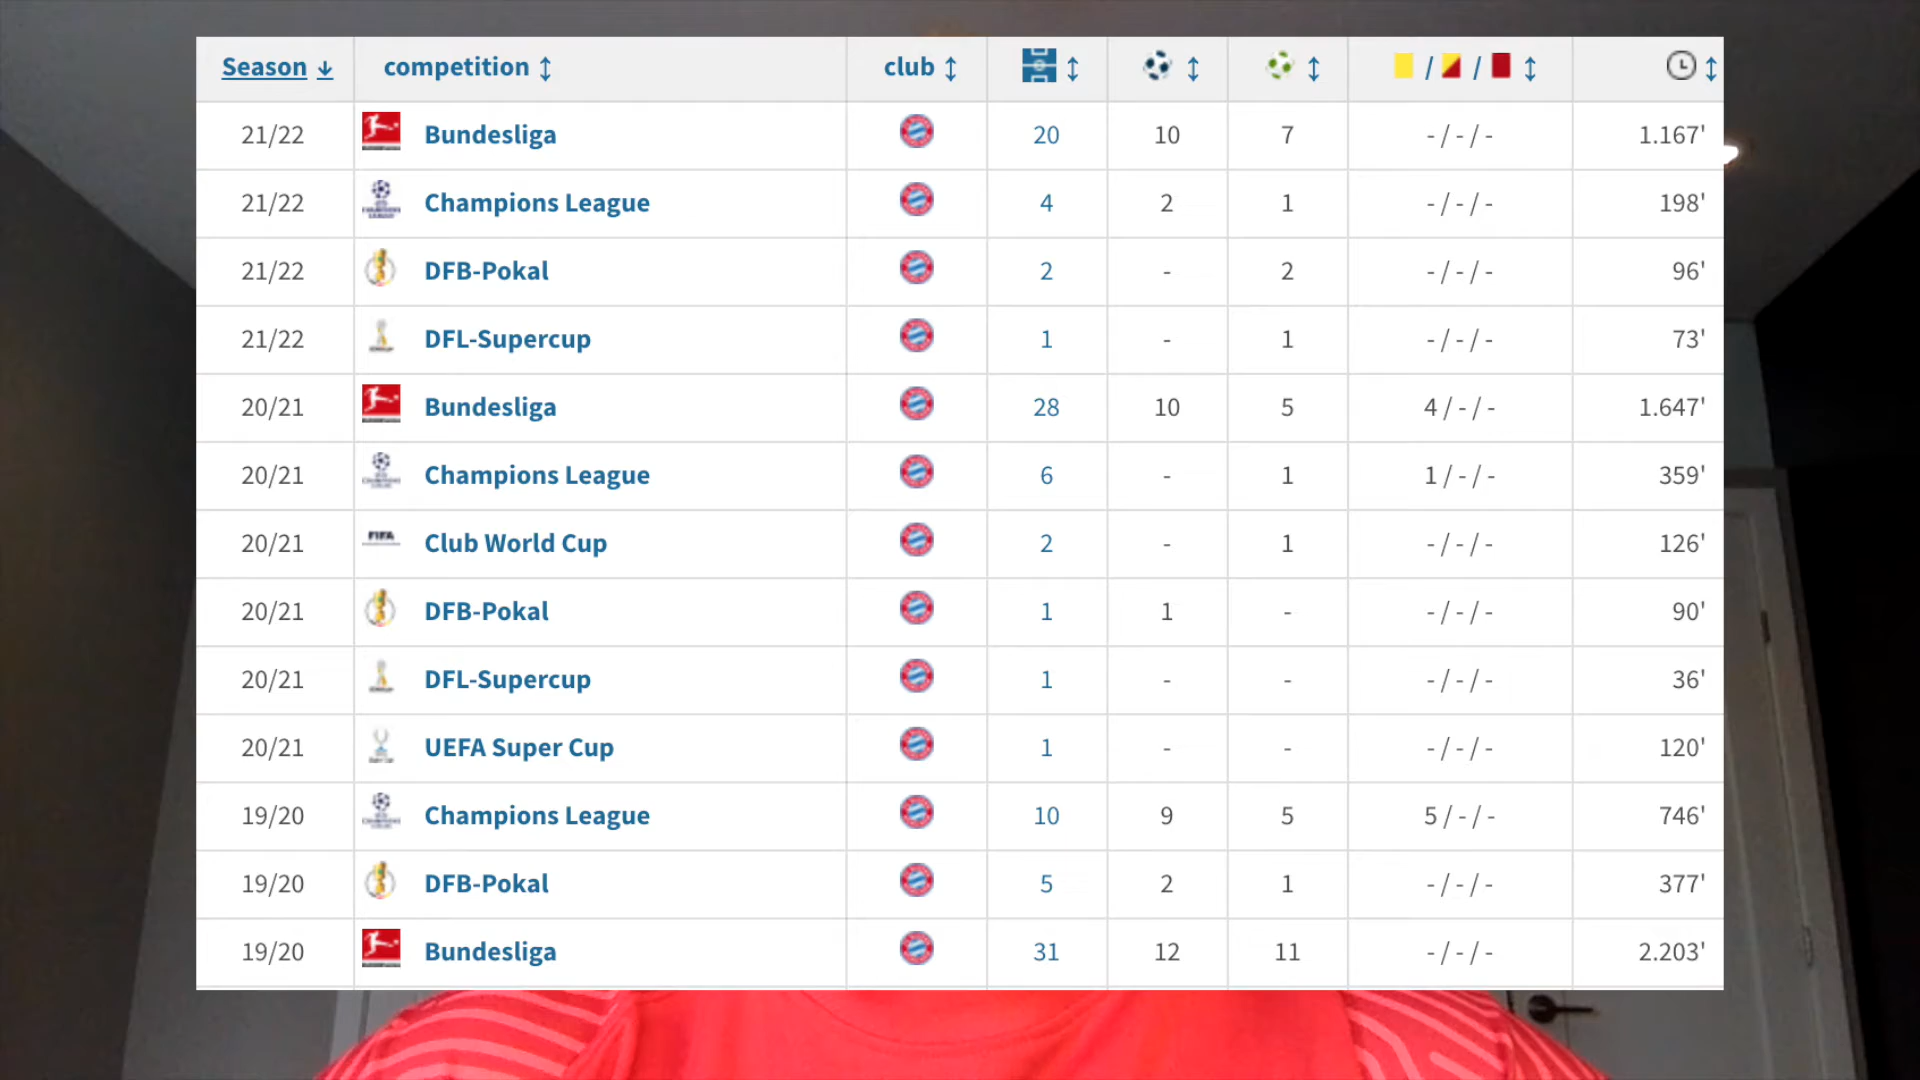 Season competition club / /
21/22 Bundesliga 20 10 7 - / - / - 1.167'
21/22 Champions League 4 2 1 - / - / - 198'
21/22 DFB-Pokal 2 - 2 - / - / - 96'
21/22 DFL-Supercup 1 - 1 - / - / - 73'
20/21 Bundesliga 28 10 5 4 / - / - 1.647'
20/21 Champions League 6 - 1 1 / - / - 359'
20/21 FIFA Club World Cup 2 - 1 - / - / - 126'
20/21 DFB-Pokal 1 1 - - / - / - 90'
20/21 DFL-Supercup 1 - - - / - / - 36'
20/21 UEFA Super Cup 1 - - - / - / - 120'
19/20 Champions League 10 9 5 5 / - / - 746'
19/20 DFB-Pokal 5 2 1 - / - / - 377'
19/20 Bundesliga 31 12 11 - / - / - 2.203'